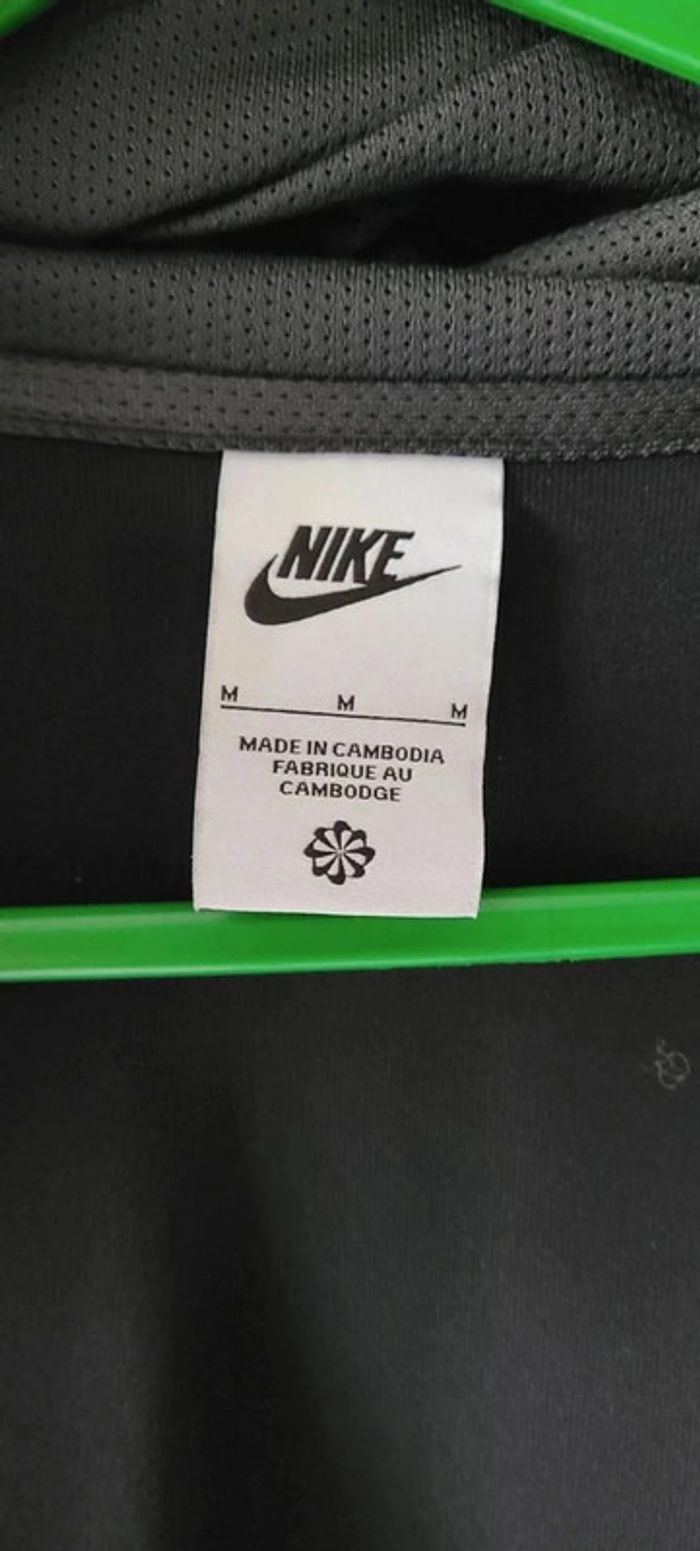 NIKE
M M M
MADE IN CAMBODIA
FABRIQUE AU
CAMBODGE